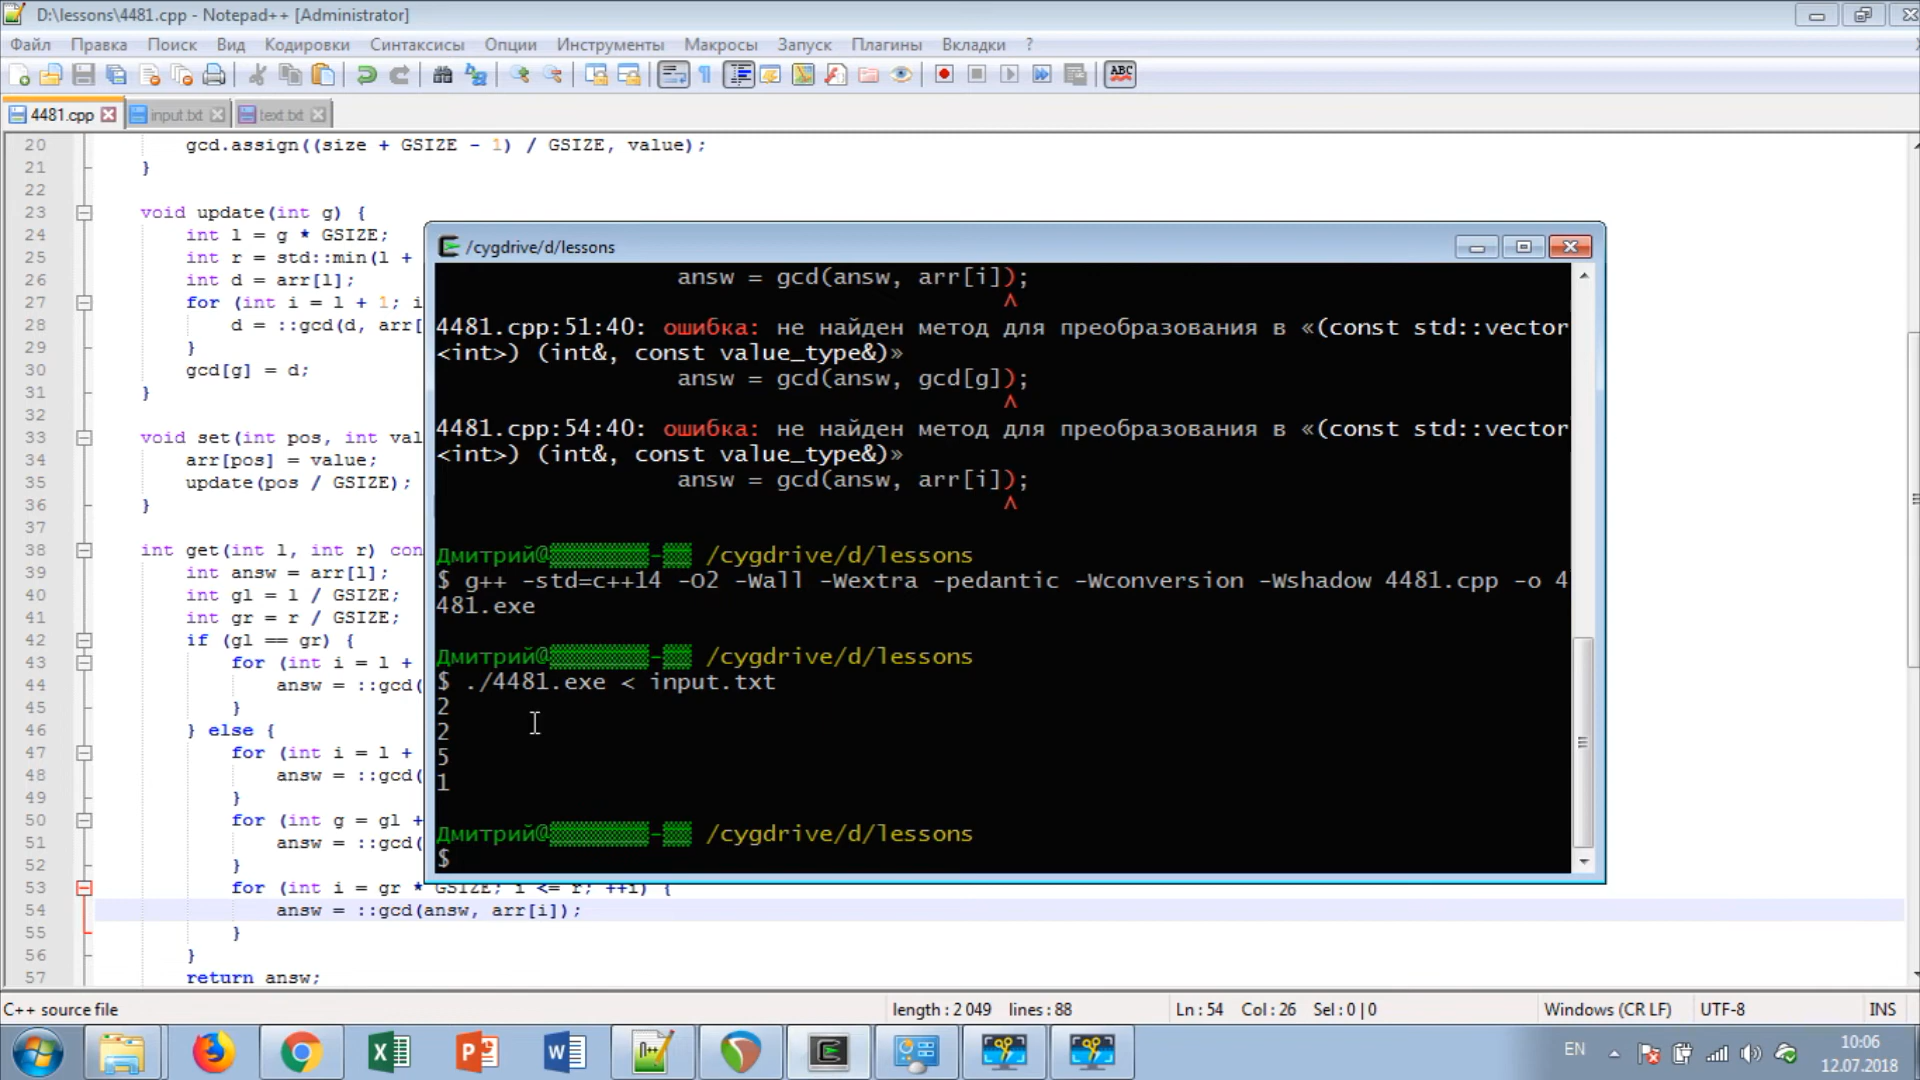 D:\lessons\4481.cpp - Notepad++ [Administrator]
Файл Правка Поиск Вид Кодировки Синтаксисы Опции Инструменты Макросы Запуск Плагины Вкладки ?
ABC
4481.cpp input.txt text.txt
20 gcd.assign((size + GSIZE - 1) / GSIZE, value);
21 }
22
23 void update(int g) {
24 int l = g * GSIZE;
25 int r = std::min(l +
26 int d = arr[l];
27 for (int i = l + 1; i
28 d = ::gcd(d, arr[
29 }
30 gcd[g] = d;
31 }
32
33 void set(int pos, int val
34 arr[pos] = value;
35 update(pos / GSIZE);
36 }
37
38 int get(int l, int r) con
39 int answ = arr[l];
40 int gl = l / GSIZE;
41 int gr = r / GSIZE;
42 if (gl == gr) {
43 for (int i = l +
44 answ = ::gcd(
45 }
46 } else {
47 for (int i = l +
48 answ = ::gcd(
49 }
50 for (int g = gl +
51 answ = ::gcd(
52 }
53 for (int i = gr * GSIZE; i <= r; ++i) {
54 answ = ::gcd(answ, arr[i]);
55 }
56 }
57 return answ;
/cygdrive/d/lessons
answ = gcd(answ, arr[i]);
^
4481.cpp:51:40: ошибка: не найден метод для преобразования в «(const std::vector
<int>) (int&, const value_type&)»
answ = gcd(answ, gcd[g]);
^
4481.cpp:54:40: ошибка: не найден метод для преобразования в «(const std::vector
<int>) (int&, const value_type&)»
answ = gcd(answ, arr[i]);
^
Дмитрий@▒▒▒▒▒▒▒-▒▒ /cygdrive/d/lessons
$ g++ -std=c++14 -O2 -Wall -Wextra -pedantic -Wconversion -Wshadow 4481.cpp -o 4
481.exe
Дмитрий@▒▒▒▒▒▒▒-▒▒ /cygdrive/d/lessons
$ ./4481.exe < input.txt
2
2
5
1
Дмитрий@▒▒▒▒▒▒▒-▒▒ /cygdrive/d/lessons
$
C++ source file length : 2 049 lines : 88 Ln : 54 Col : 26 Sel : 0 | 0 Windows (CR LF) UTF-8 INS
EN 10:06
12.07.2018